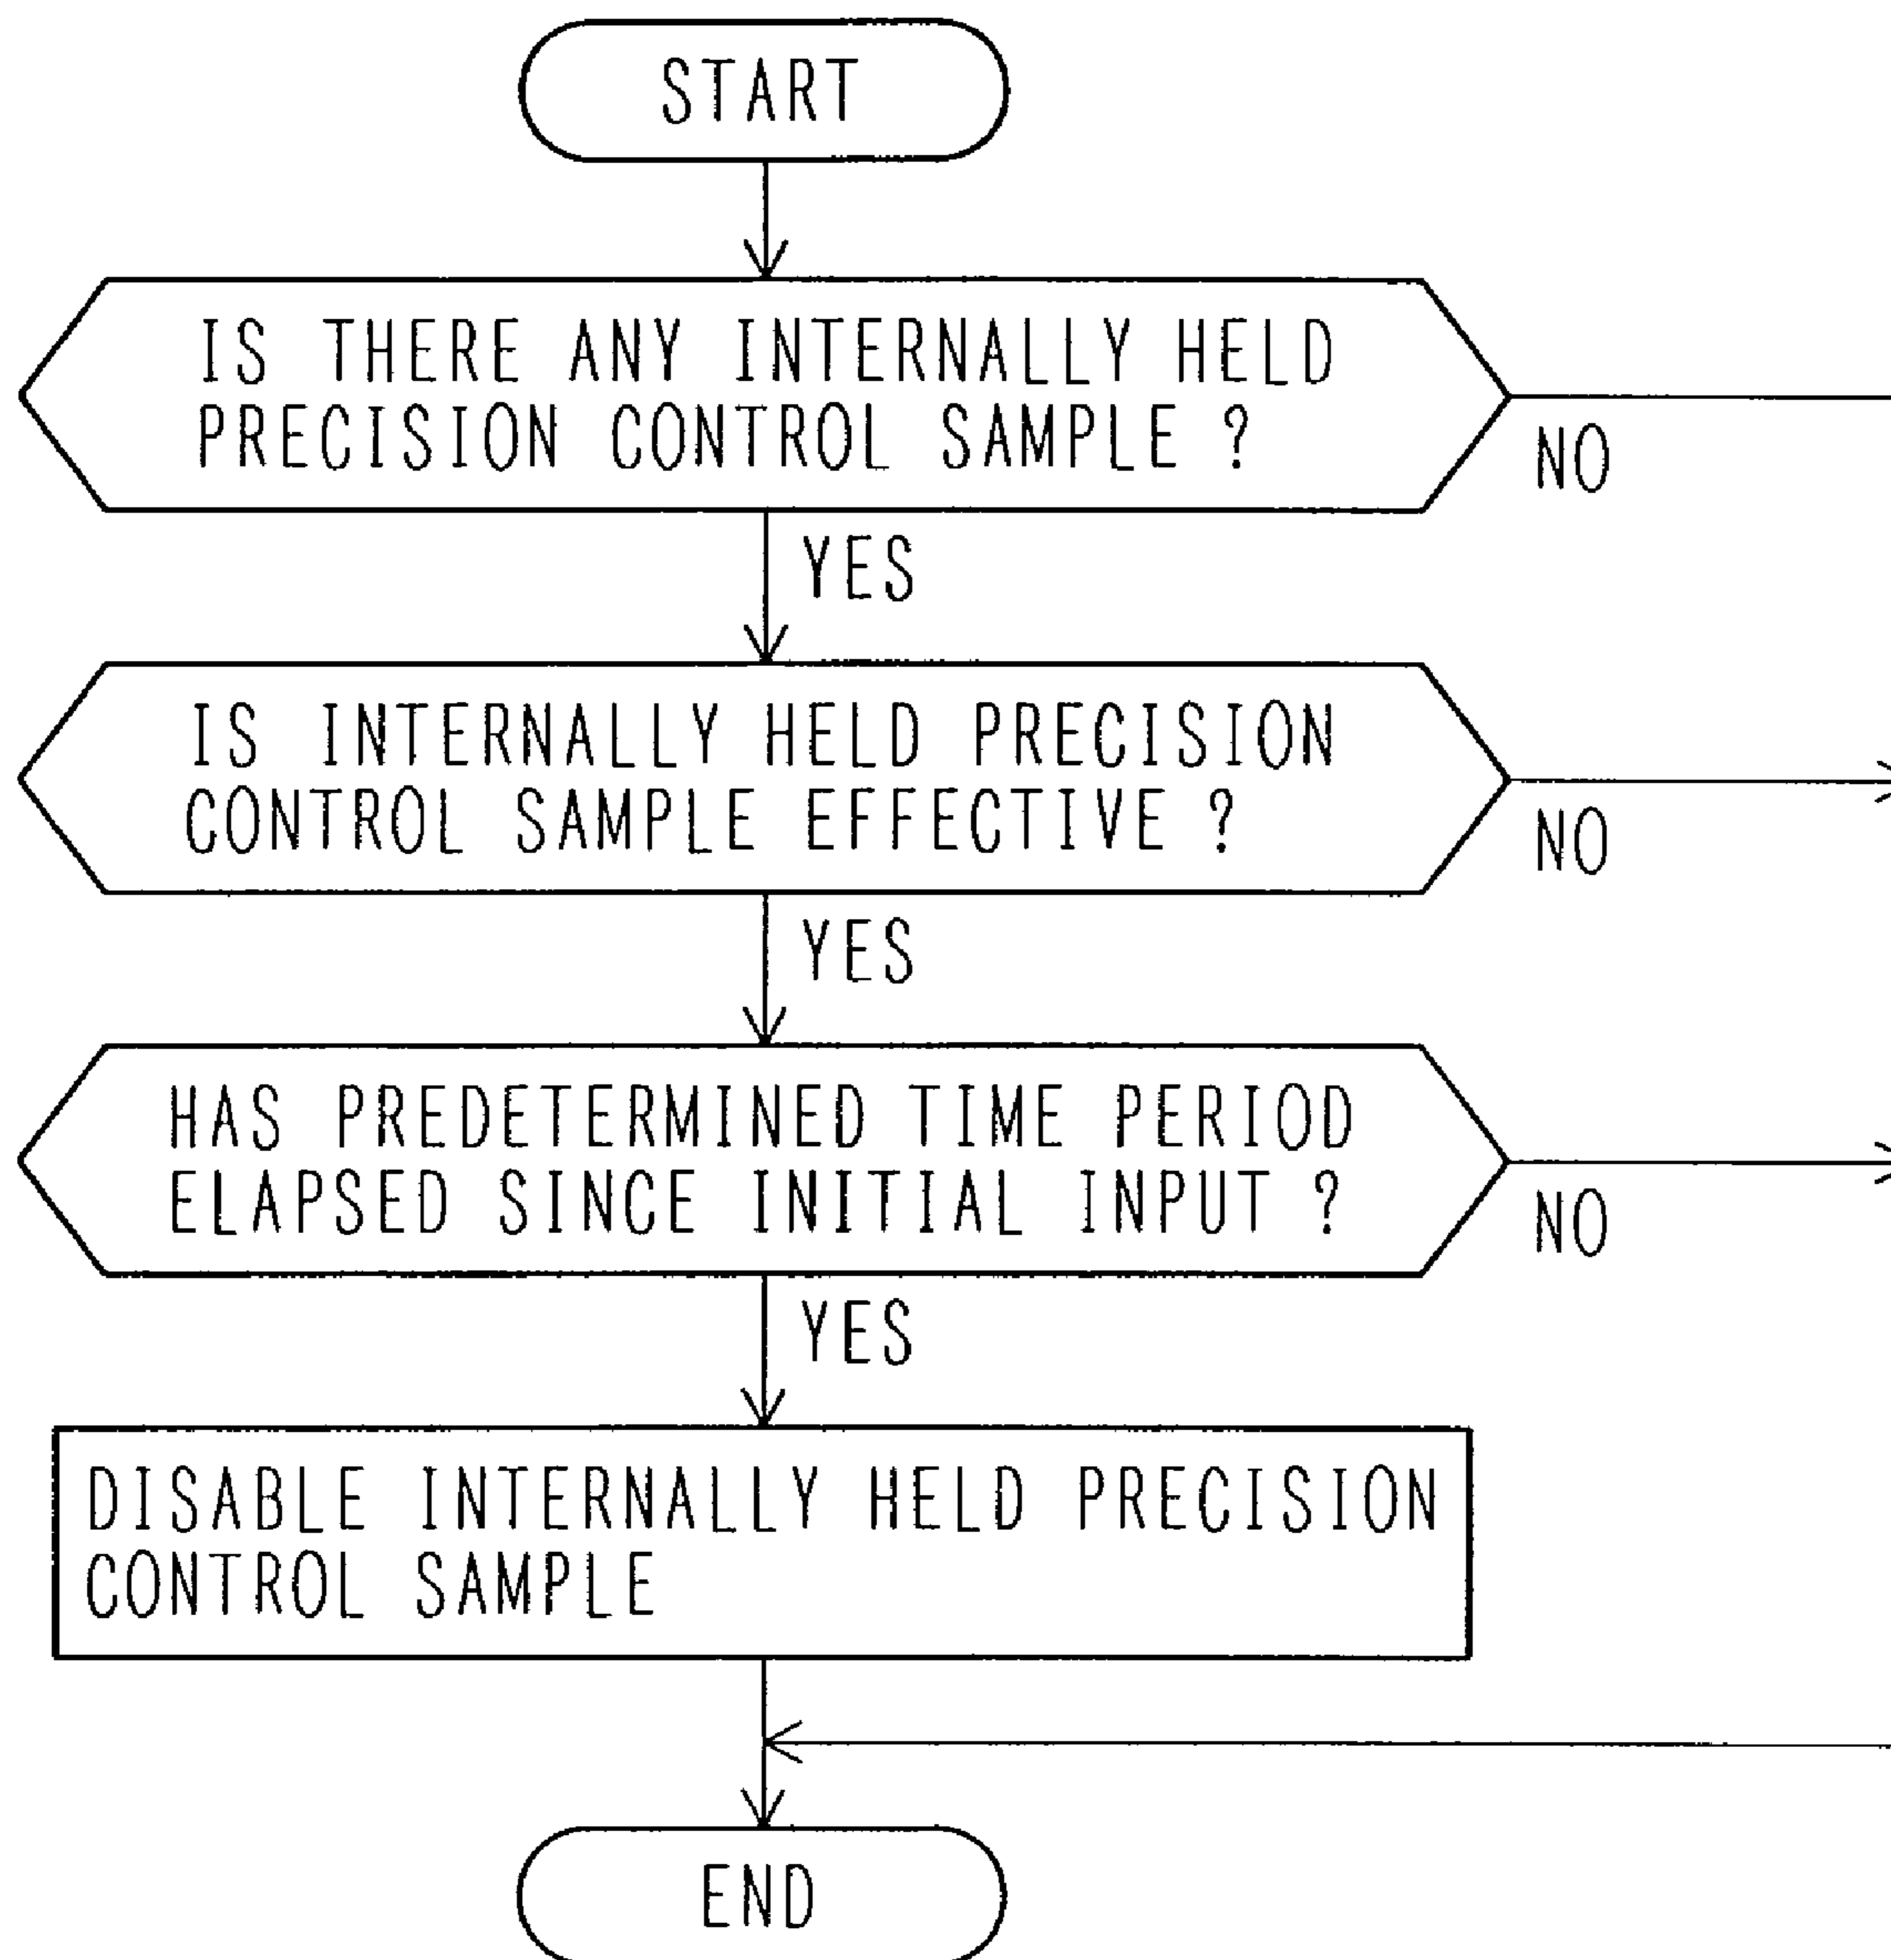 START
IS THERE ANY INTERNALLY HELD
PRECISION CONTROL SAMPLE ?
NO
YES
IS INTERNALLY HELD PRECISION
CONTROL SAMPLE EFFECTIVE ?
NO
YES
HAS PREDETERMINED TIME PERIOD
ELAPSED SINCE INITIAL INPUT ?
NO
YES
DISABLE INTERNALLY HELD PRECISION
CONTROL SAMPLE
END